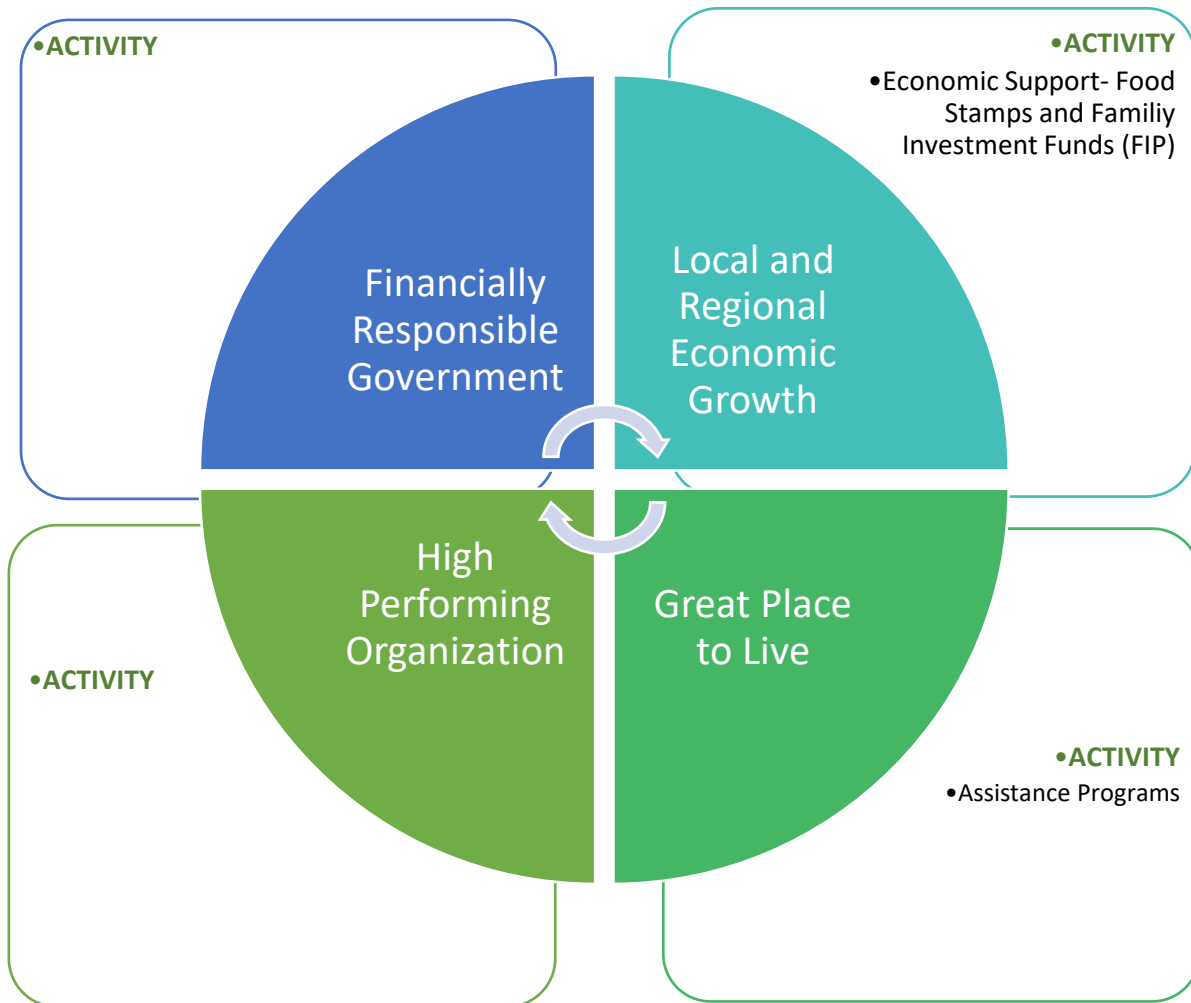 •ACTIVITY
•ACTIVITY
•Economic Support- Food
Stamps and Familiy
Investment Funds (FIP)
Financially
Responsible
Government
Local and
Regional
Economic
Growth
High
Performing
Organization
Great Place
to Live
•ACTIVITY
•ACTIVITY
•Assistance Programs